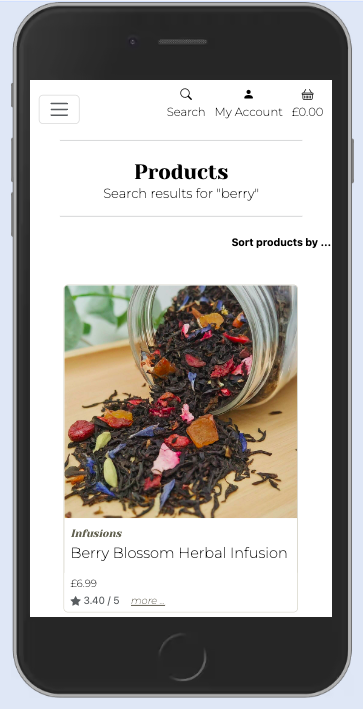 Search My Account £0.00
Products
Search results for "berry"
Sort products by ...
Infusions
Berry Blossom Herbal Infusion
£6.99
3.40 / 5 more ...